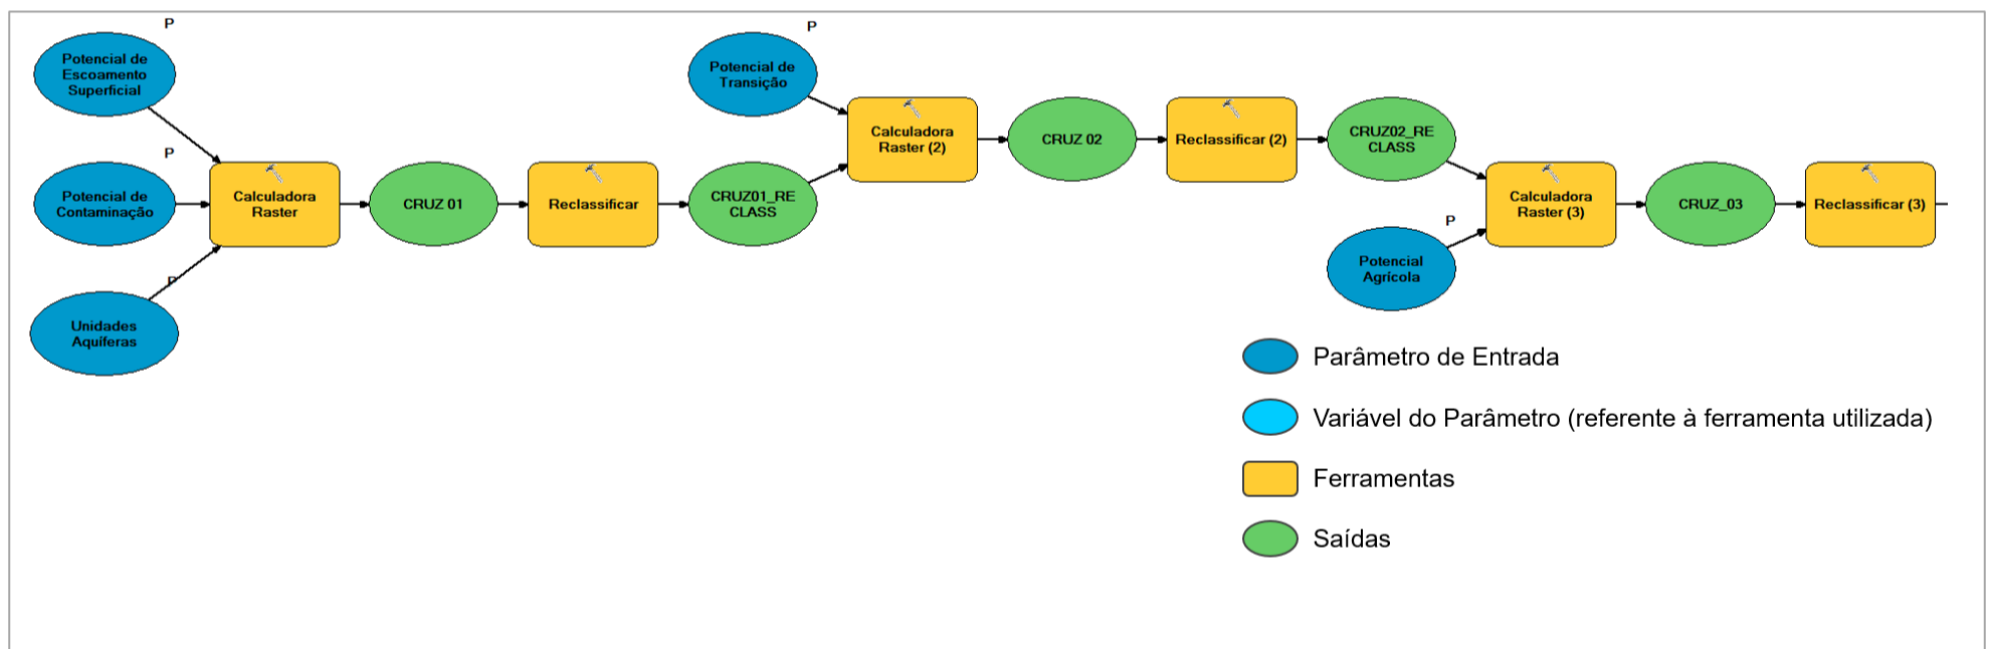 P
Potencial de
Escoamento
Superficial
P
Potencial de
Contaminação
P
Unidades
Aquíferas
Calculadora
Raster
CRUZ 01
Reclassificar
CRUZ01_RE
CLASS
P
Potencial de
Transição
Calculadora
Raster (2)
CRUZ 02
Reclassificar (2)
CRUZ02_RE
CLASS
P
Potencial
Agrícola
Calculadora
Raster (3)
CRUZ_03
Reclassificar (3)
Parâmetro de Entrada
Variável do Parâmetro (referente à ferramenta utilizada)
Ferramentas
Saídas